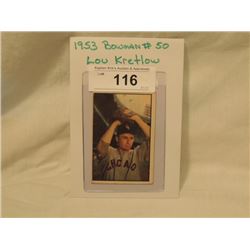 1953 Bowman # 50
Lou Kretlow
116
CHICAGO